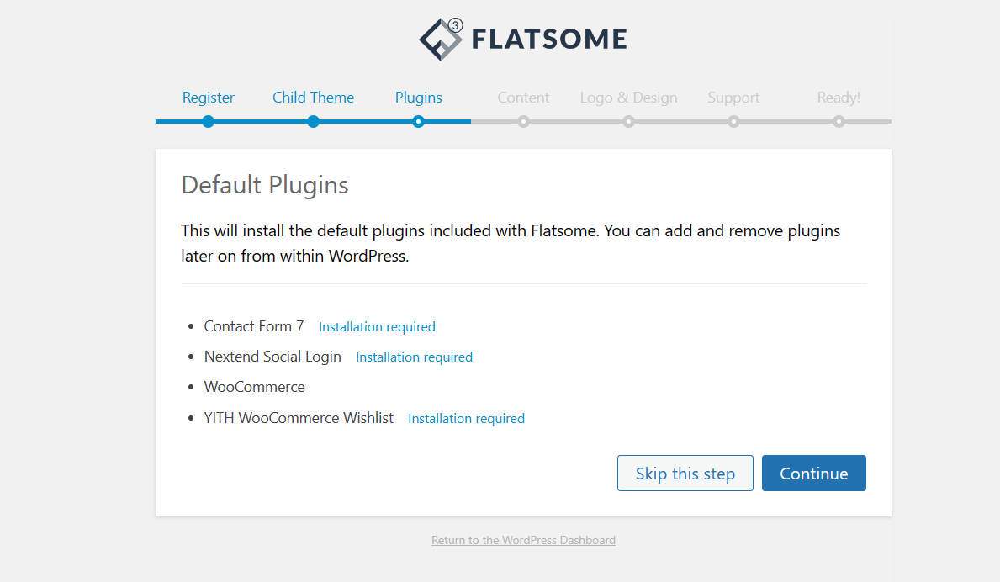 3
FLATSOME
Register Child Theme Plugins Content Logo & Design Support Ready!
Default Plugins
This will install the default plugins included with Flatsome. You can add and remove plugins
later on from within WordPress.
• Contact Form 7 Installation required
• Nextend Social Login Installation required
• WooCommerce
• YITH WooCommerce Wishlist Installation required
Skip this step Continue
Return to the WordPress Dashboard